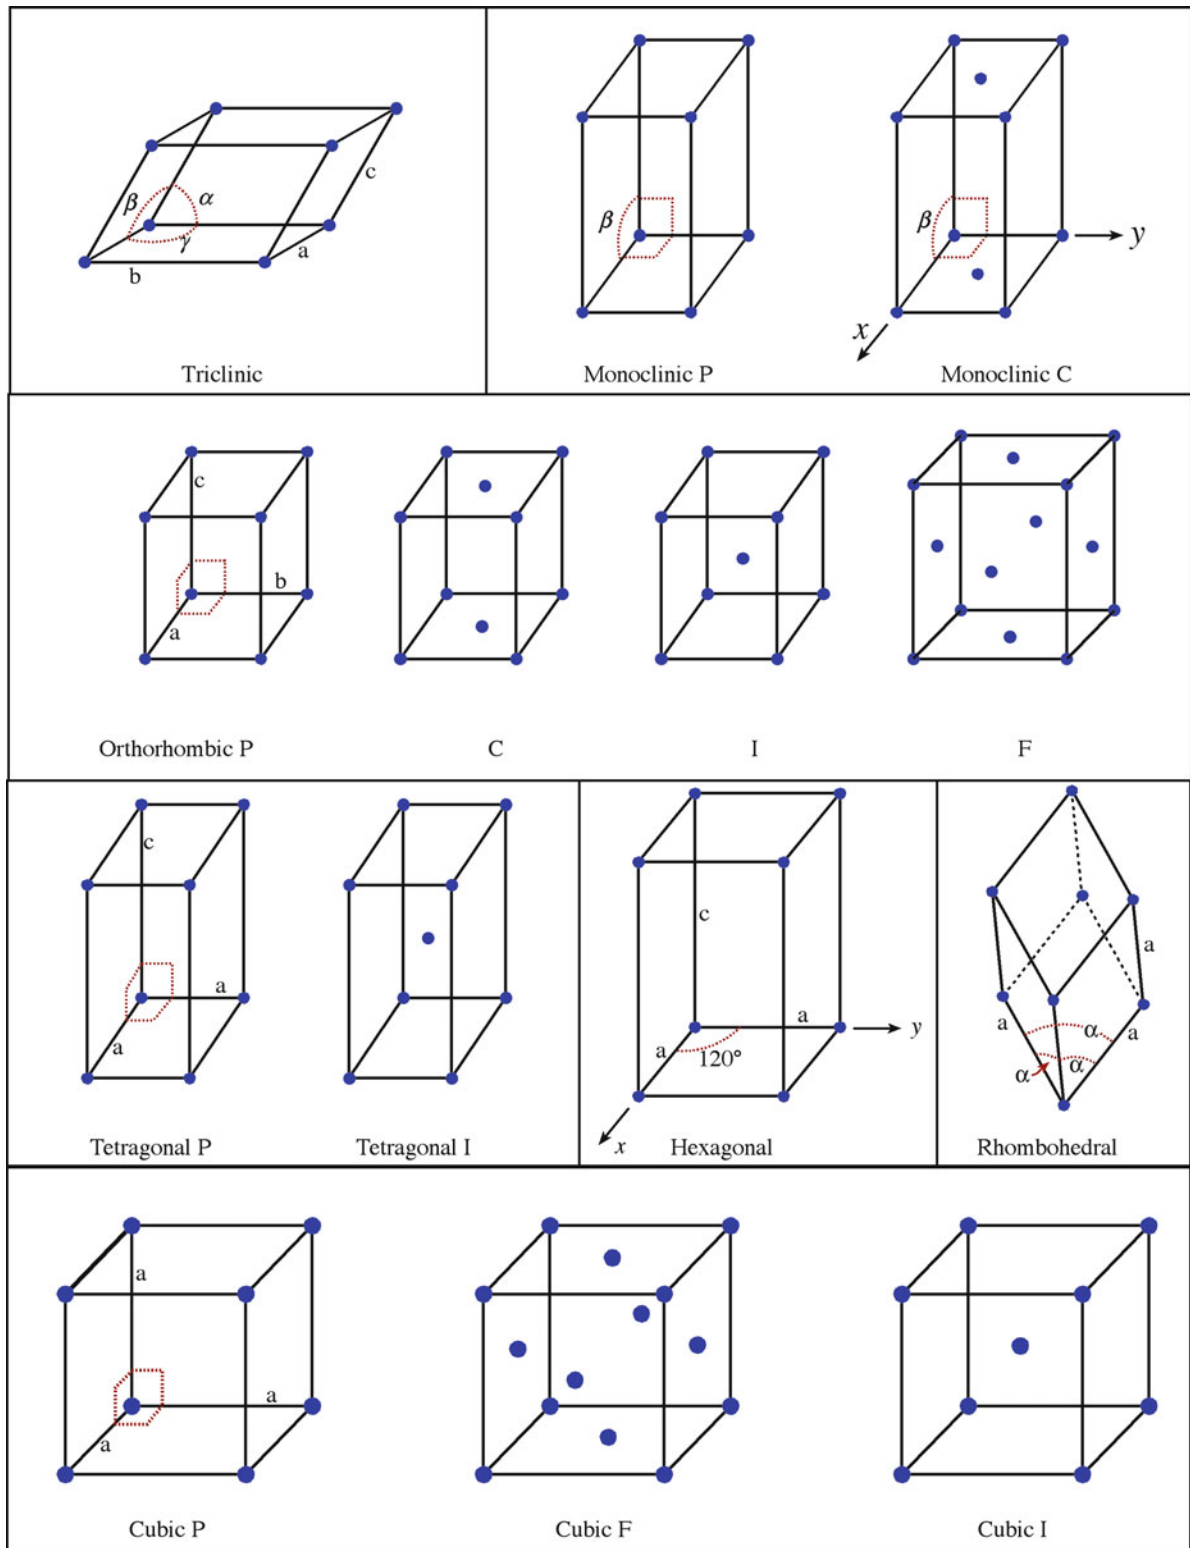 c
β
α
γ
a
b
Triclinic
β
Monoclinic P
β
y
x
Monoclinic C
c
b
a
Orthorhombic P
C
I
F
c
a
a
Tetragonal P
Tetragonal I
c
a
a
120°
y
x
Hexagonal
a
a
α
a
α
α
Rhombohedral
a
a
a
Cubic P
Cubic F
Cubic I